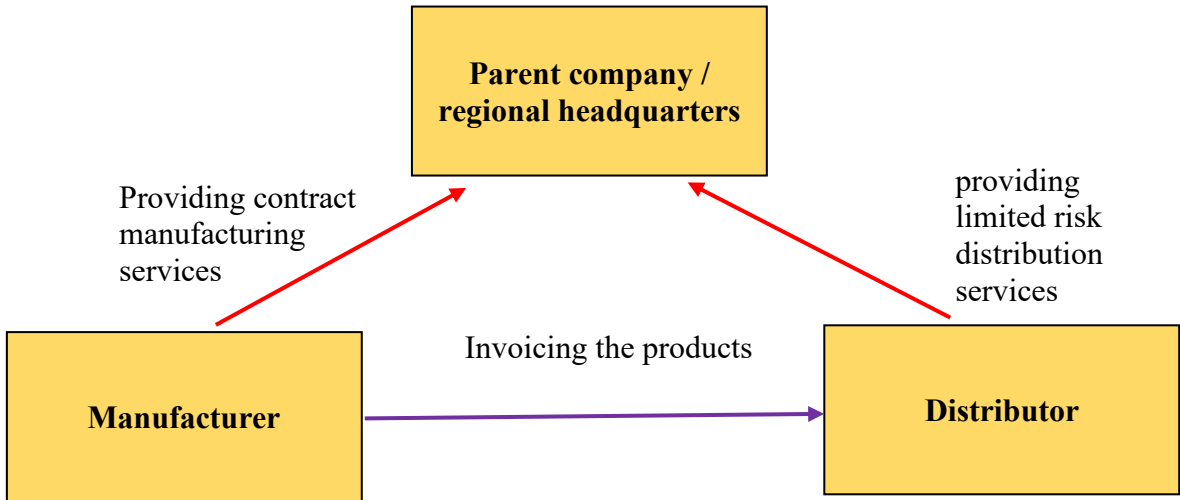 Parent company /
regional headquarters
Providing contract
manufacturing
services
providing
limited risk
distribution
services
Invoicing the products
Manufacturer
Distributor